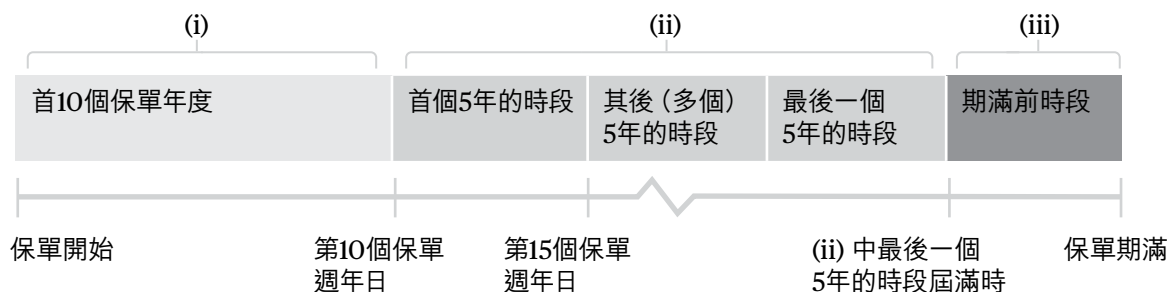 (i)
(ii)
(iii)
首10個保單年度
首個5年的時段
其後（多個）
5年的時段
最後一個
5年的時段
期滿前時段
保單開始
第10個保單
週年日
第15個保單
週年日
(ii) 中最後一個
5年的時段屆滿時
保單期滿